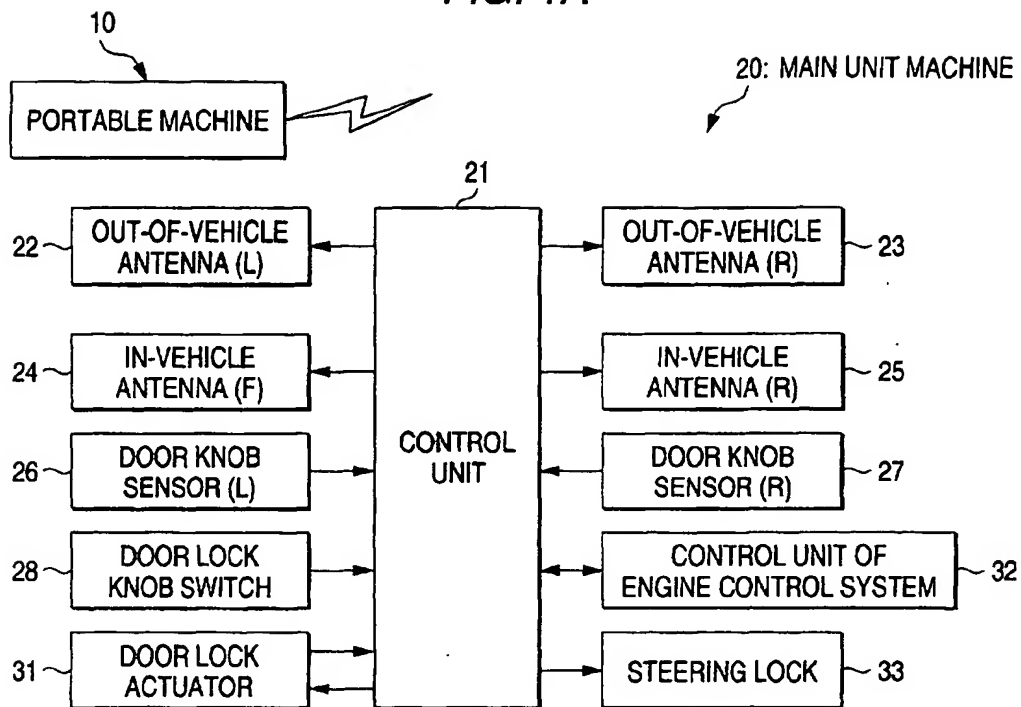 10
20: MAIN UNIT MACHINE
PORTABLE MACHINE
21
22
OUT-OF-VEHICLE
ANTENNA (L)
OUT-OF-VEHICLE
ANTENNA (R)
23
24
IN-VEHICLE
ANTENNA (F)
IN-VEHICLE
ANTENNA (R)
25
CONTROL
UNIT
26
DOOR KNOB
SENSOR (L)
DOOR KNOB
SENSOR (R)
27
28
DOOR LOCK
KNOB SWITCH
CONTROL UNIT OF
ENGINE CONTROL SYSTEM
32
31
DOOR LOCK
ACTUATOR
STEERING LOCK
33